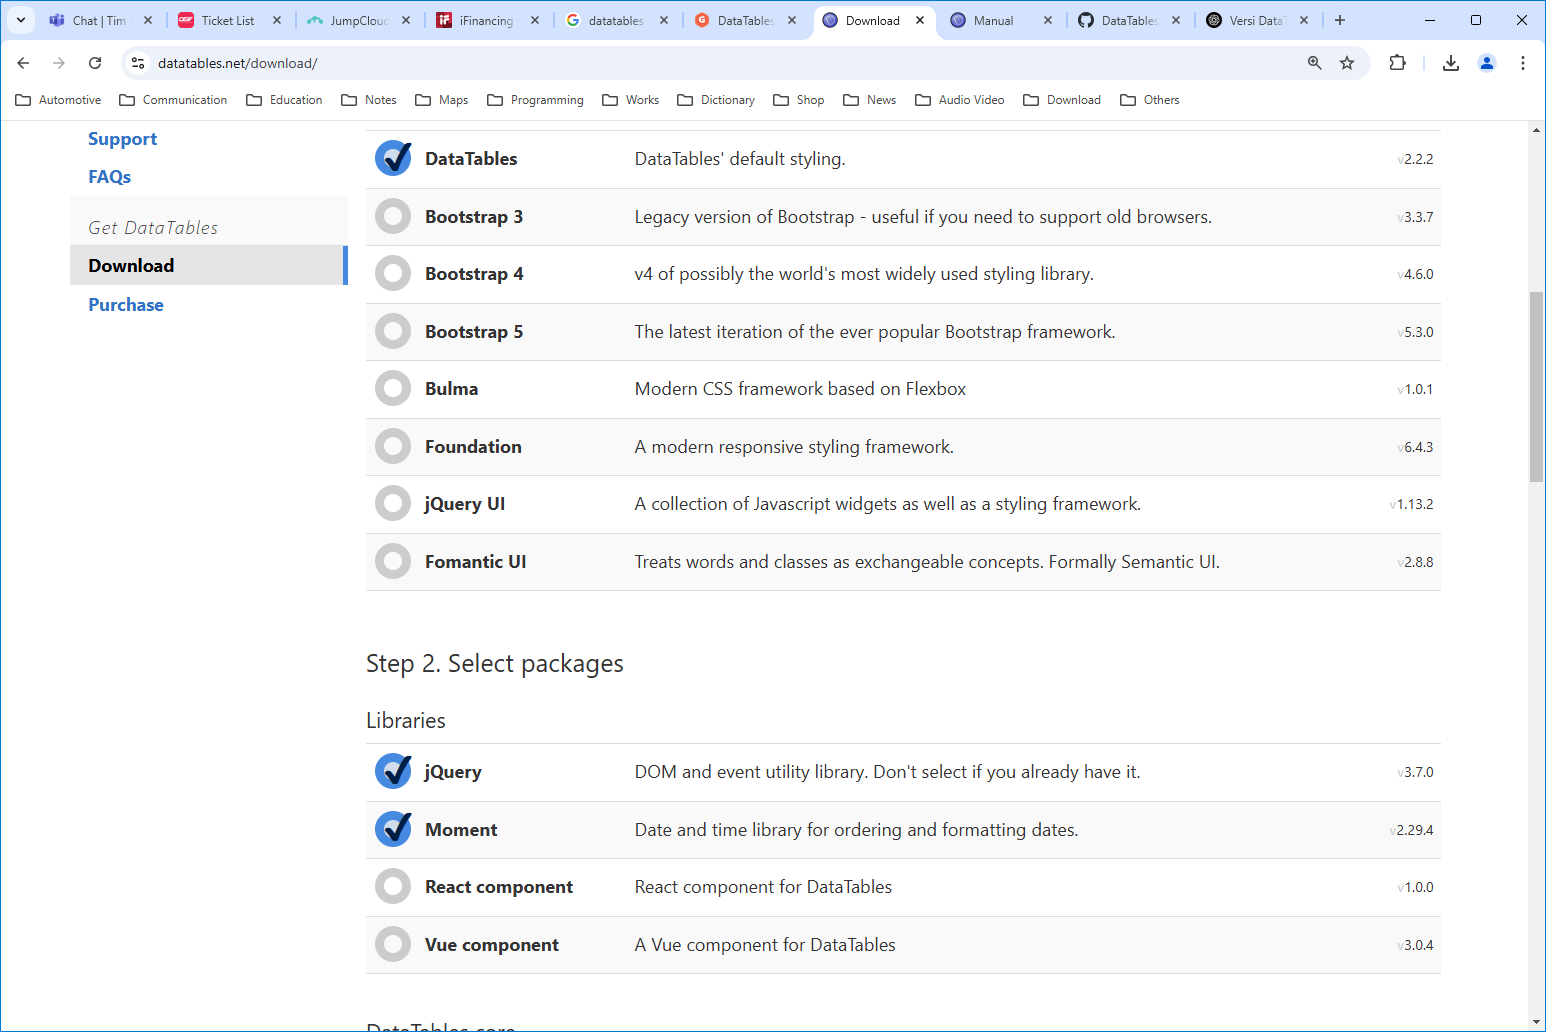 Chat | Tim
Ticket List
JumpClou
iFinancing
datatables
DataTables
Download
Manual
DataTables
Versi Data
datatables.net/download/
Automotive
Communication
Education
Notes
Maps
Programming
Works
Dictionary
Shop
News
Audio Video
Download
Others
Support
FAQs
Get DataTables
Download
Purchase
DataTables DataTables' default styling. v2.2.2
Bootstrap 3 Legacy version of Bootstrap - useful if you need to support old browsers. v3.3.7
Bootstrap 4 v4 of possibly the world's most widely used styling library. v4.6.0
Bootstrap 5 The latest iteration of the ever popular Bootstrap framework. v5.3.0
Bulma Modern CSS framework based on Flexbox v1.0.1
Foundation A modern responsive styling framework. v6.4.3
jQuery UI A collection of Javascript widgets as well as a styling framework. v1.13.2
Fomantic UI Treats words and classes as exchangeable concepts. Formally Semantic UI. v2.8.8
Step 2. Select packages
Libraries
jQuery DOM and event utility library. Don't select if you already have it. v3.7.0
Moment Date and time library for ordering and formatting dates. v2.29.4
React component React component for DataTables v1.0.0
Vue component A Vue component for DataTables v3.0.4
DataTables core